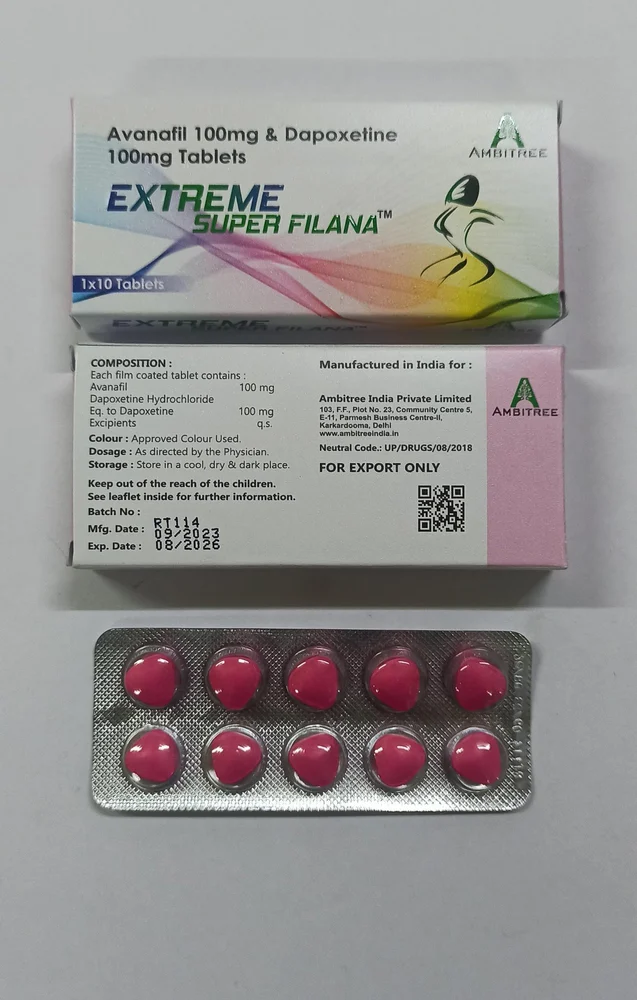 Avanafil 100mg & Dapoxetine
100mg Tablets
AMBITREE
EXTREME
SUPER FILANA™
1x10 Tablets
EXTREME
SUPER FILANA™
COMPOSITION :
Each film coated tablet contains :
Avanafil 100 mg
Dapoxetine Hydrochloride
Eq. to Dapoxetine 100 mg
Excipients q.s.
Colour : Approved Colour Used.
Dosage : As directed by the Physician.
Storage : Store in a cool, dry & dark place.
Keep out of the reach of the children.
See leaflet inside for further information.
Batch No : RT114
Mfg. Date : 09/2023
Exp. Date : 08/2026
Manufactured in India for :
Ambitree India Private Limited
103, F.F., Plot No. 23, Community Centre 5,
E-11, Parmesh Business Centre-II,
Karkardooma, Delhi
www.ambitreeindia.in
Neutral Code: UP/DRUGS/08/2018
FOR EXPORT ONLY
AMBITREE